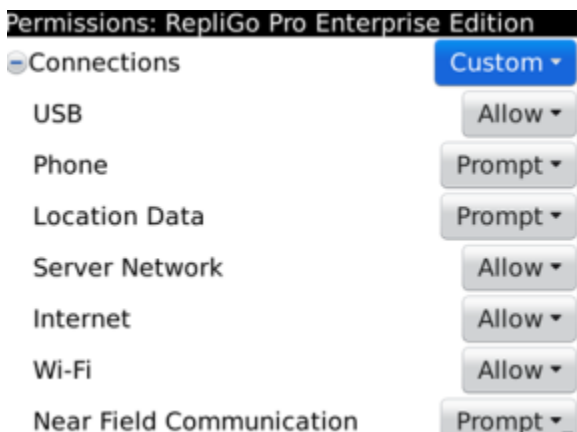 Permissions: RepliGo Pro Enterprise Edition
Connections Custom
USB Allow
Phone Prompt
Location Data Prompt
Server Network Allow
Internet Allow
Wi-Fi Allow
Near Field Communication Prompt